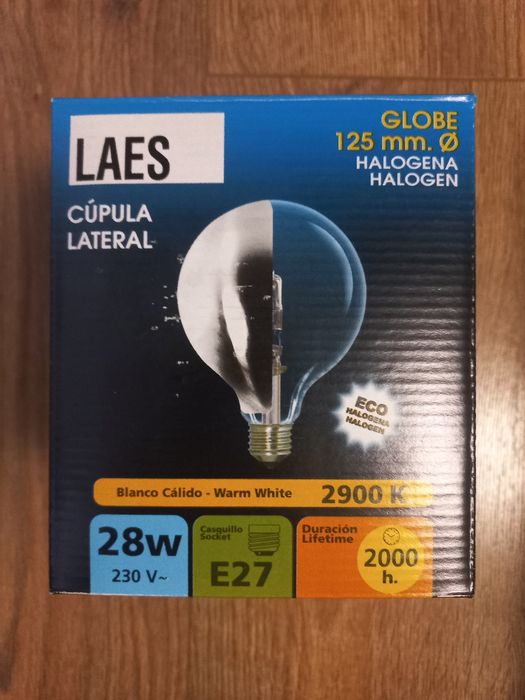 LAES
CÚPULA
LATERAL
GLOBE
125 mm. Ø
HALOGENA
HALOGEN
ECO
HALOGENA
HALOGEN
Blanco Cálido - Warm White 2900 K
28W
230 V~
Casquillo
Socket
E27
Duración
Lifetime
2000
h.